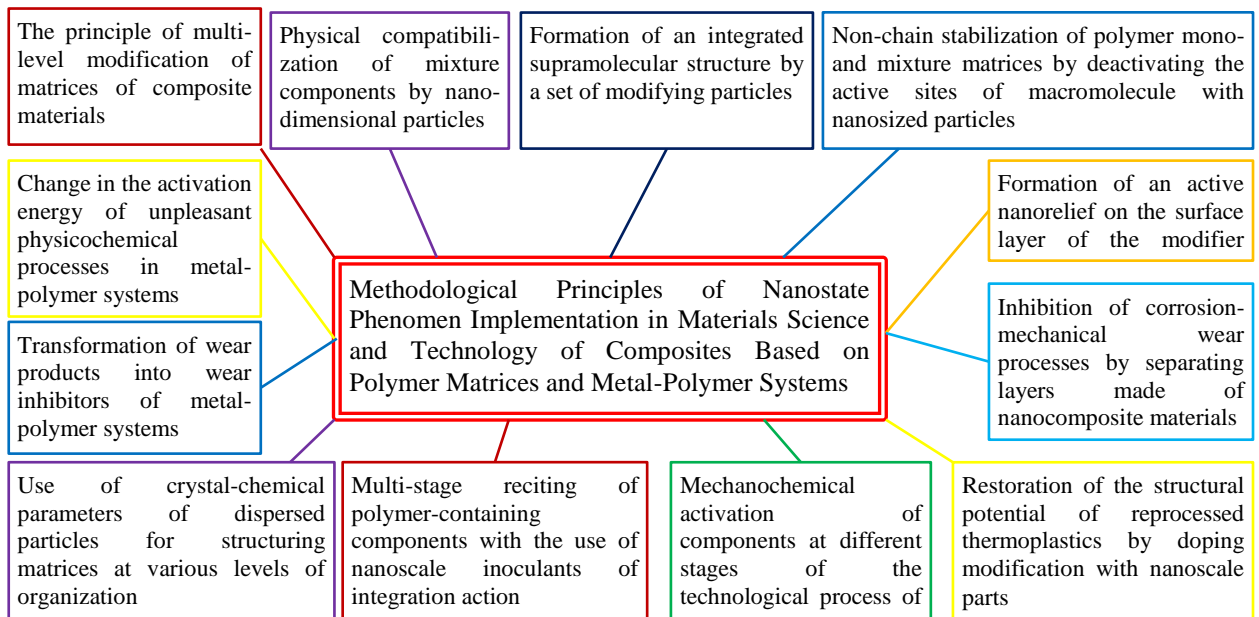 The principle of multi-
level modification of
matrices of composite
materials
Physical compatibili-
zation of mixture
components by nano-
dimensional particles
Formation of an integrated
supramolecular structure by
a set of modifying particles
Non-chain stabilization of polymer mono-
and mixture matrices by deactivating the
active sites of macromolecule with
nanosized particles
Change in the activation
energy of unpleasant
physicochemical
processes in metal-
polymer systems
Formation of an active
nanorelief on the surface
layer of the modifier
Methodological Principles of Nanostate
Phenomen Implementation in Materials Science
and Technology of Composites Based on
Polymer Matrices and Metal-Polymer Systems
Transformation of wear
products into wear
inhibitors of metal-
polymer systems
Inhibition of corrosion-
mechanical wear
processes by separating
layers made of
nanocomposite materials
Use of crystal-chemical
parameters of dispersed
particles for structuring
matrices at various levels of
organization
Multi-stage reciting of
polymer-containing
components with the use of
nanoscale inoculants of
integration action
Mechanochemical
activation of
components at different
stages of the
technological process of
Restoration of the structural
potential of reprocessed
thermoplastics by doping
modification with nanoscale
parts